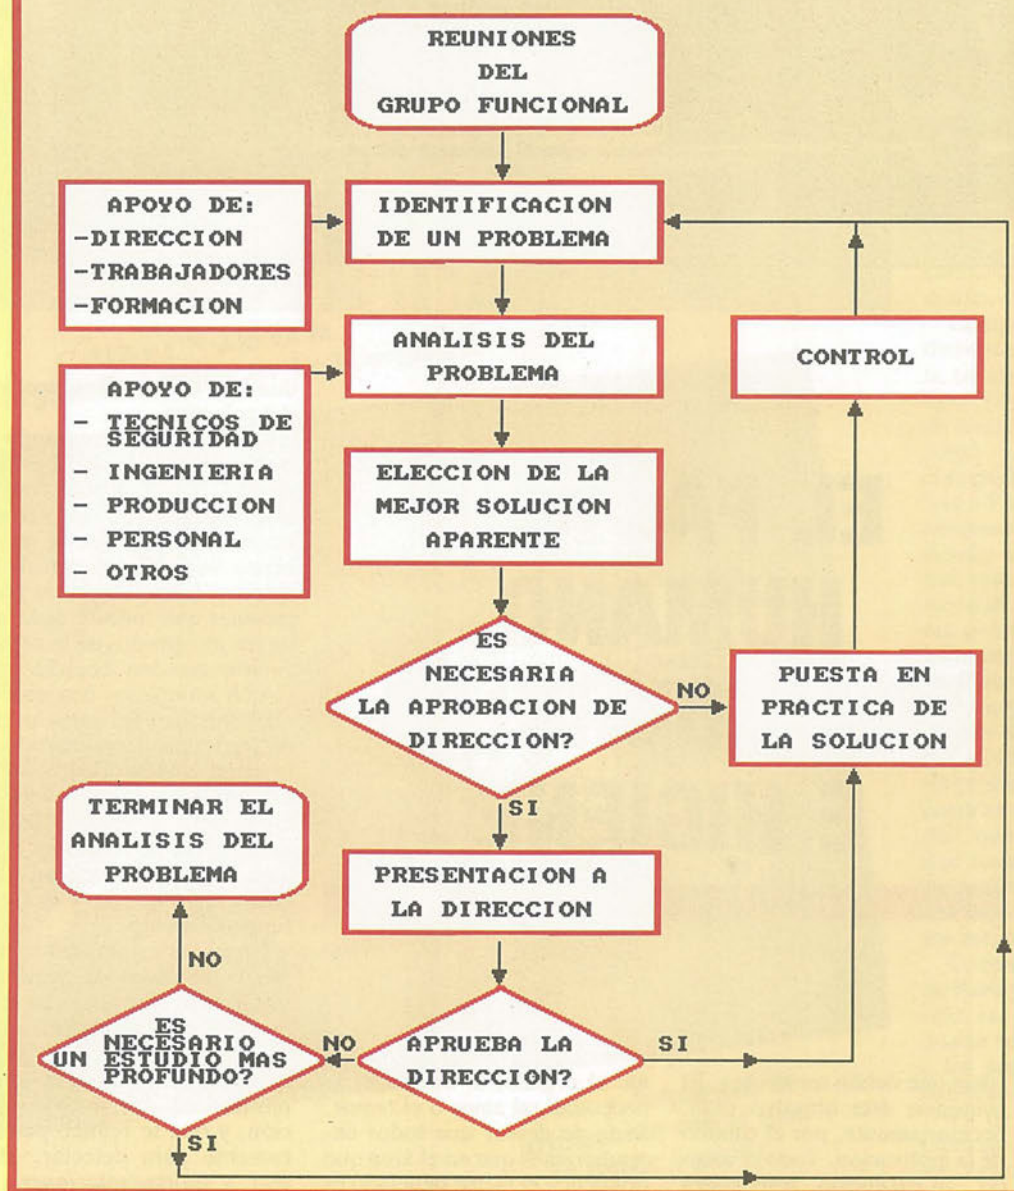 REUNIONES
DEL
GRUPO FUNCIONAL
APOYO DE:
-DIRECCION
-TRABAJADORES
-FORMACION
IDENTIFICACION
DE UN PROBLEMA
ANALISIS DEL
PROBLEMA
CONTROL
APOYO DE:
- TECNICOS DE
SEGURIDAD
- INGENIERIA
- PRODUCCION
- PERSONAL
- OTROS
ELECCION DE LA
MEJOR SOLUCION
APARENTE
ES
NECESARIA
LA APROBACION DE
DIRECCION?
NO
PUESTA EN
PRACTICA DE
LA SOLUCION
SI
TERMINAR EL
ANALISIS DEL
PROBLEMA
PRESENTACION A
LA DIRECCION
NO
ES
NECESARIO
UN ESTUDIO MAS
PROFUNDO?
NO
APRUEBA LA
DIRECCION?
SI
SI